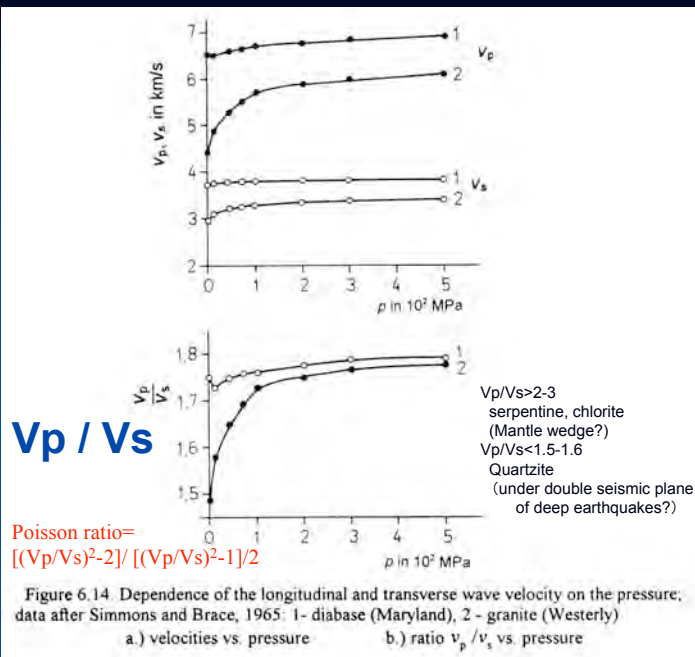 7
6
5
4
3
2
Vp, Vs in km/s
1
Vp
2
1
Vs
2
0 1 2 3 4 5
p in 10² MPa
1,8
1,7
1,6
1,5
Vp
Vs
1
2
Vp / Vs
Vp/Vs>2-3
serpentine, chlorite
(Mantle wedge?)
Vp/Vs<1.5-1.6
Quartzite
（under double seismic plane
of deep earthquakes?）
0 1 2 3 4 5
p in 10² MPa
Poisson ratio=
[(Vp/Vs)²-2]/ [(Vp/Vs)²-1]/2
Figure 6.14. Dependence of the longitudinal and transverse wave velocity on the pressure;
data after Simmons and Brace, 1965: 1- diabase (Maryland), 2 - granite (Westerly)
a.) velocities vs. pressure b.) ratio vp /vs vs. pressure